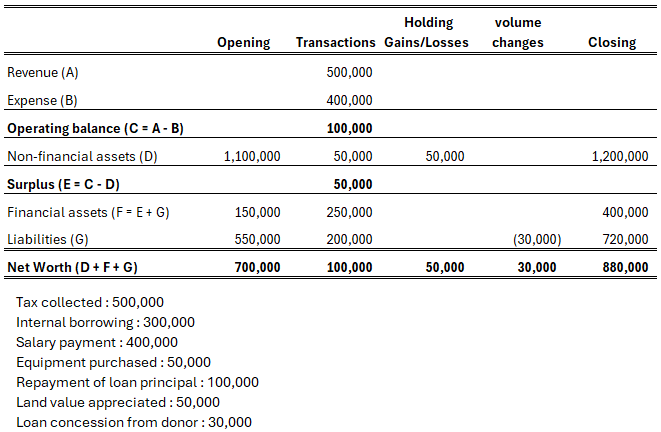 Holding volume
Opening Transactions Gains/Losses changes Closing
Revenue (A) 500,000
Expense (B) 400,000
Operating balance (C = A - B) 100,000
Non-financial assets (D) 1,100,000 50,000 50,000 1,200,000
Surplus (E = C - D) 50,000
Financial assets (F = E + G) 150,000 250,000 400,000
Liabilities (G) 550,000 200,000 (30,000) 720,000
Net Worth (D + F + G) 700,000 100,000 50,000 30,000 880,000
Tax collected : 500,000
Internal borrowing : 300,000
Salary payment : 400,000
Equipment purchased : 50,000
Repayment of loan principal : 100,000
Land value appreciated : 50,000
Loan concession from donor : 30,000